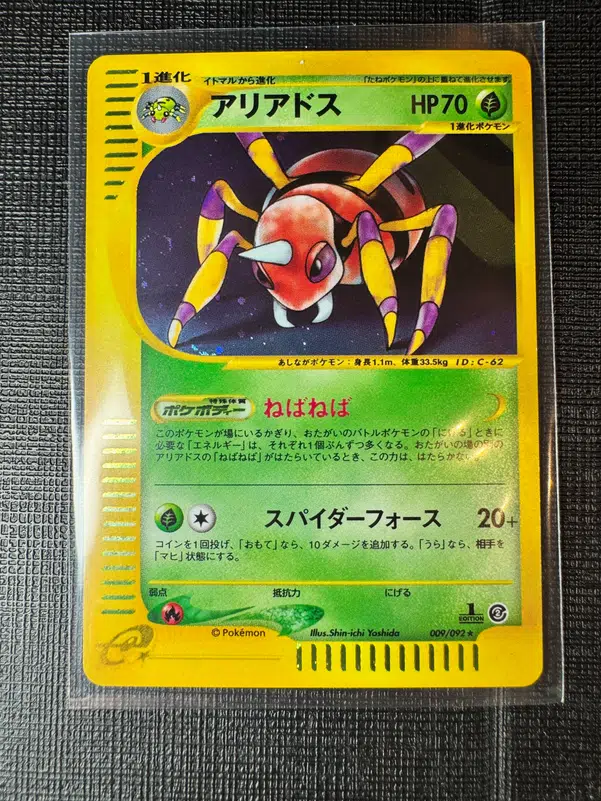 1進化
イトマルから進化
「たねポケモン」の上に重ねて進化させます
アリアドス
HP70
1進化ポケモン
あしながポケモン:身長1.1m、体重33.5kg ID:C-62
特殊体質
ポケボディー
ねばねば
このポケモンが場にいるかぎり、おたがいのバトルポケモンの「にげる」ときに
必要な「エネルギー」は、それぞれ1個ぶんずつ多くなる。おたがいの場の別の
アリアドスの「ねばねば」がはたらいているとき、この力は、はたらかない
スパイダーフォース
20+
コインを1回投げ、「おもて」なら、10ダメージを追加する。「うら」なら、相手を
「マヒ」状態にする。
弱点 抵抗力 にげる
1
EDITION
© Pokémon
Illus.Shin-ichi Yoshida
009/092★
e